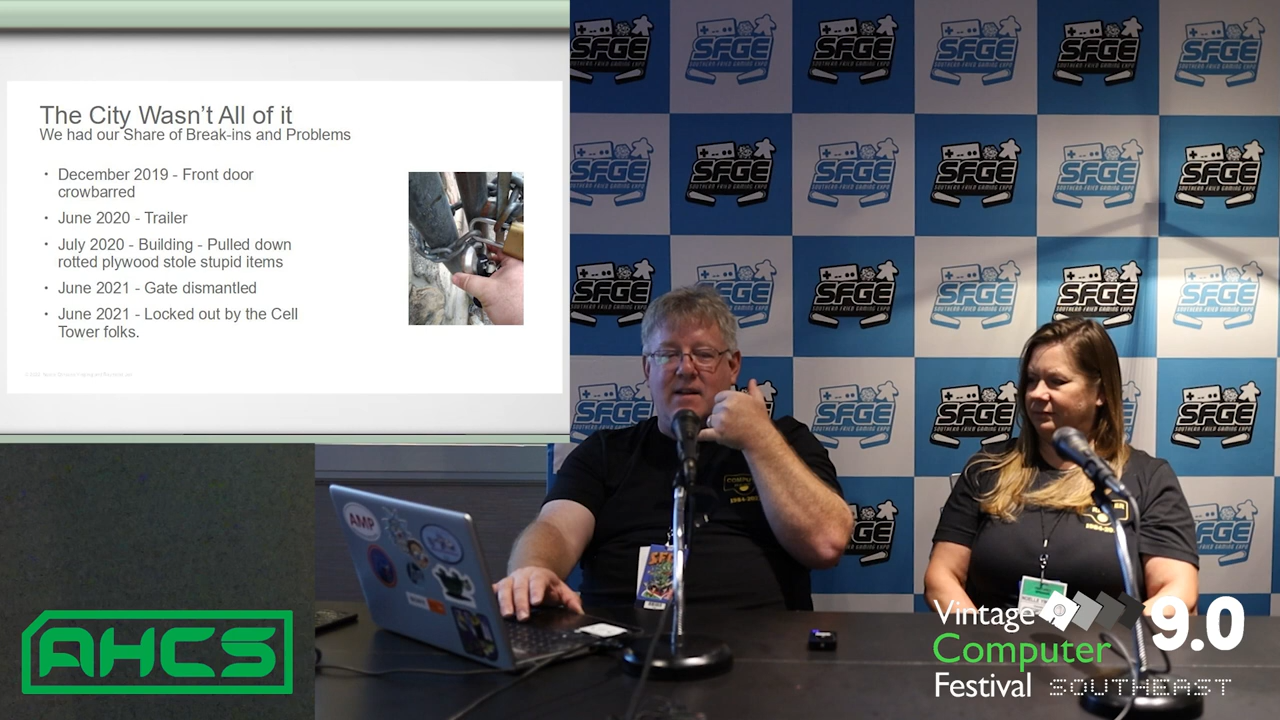 The City Wasn’t All of it
We had our Share of Break-ins and Problems
• December 2019 - Front door
crowbarred
• June 2020 - Trailer
• July 2020 - Building - Pulled down
rotted plywood stole stupid items
• June 2021 - Gate dismantled
• June 2021 - Locked out by the Cell
Tower folks.
SFGE
SOUTHERN FRIED GAMING EXPO
AMP
AHCS
Vintage
Computer
Festival
9.0
SOUTHEAST